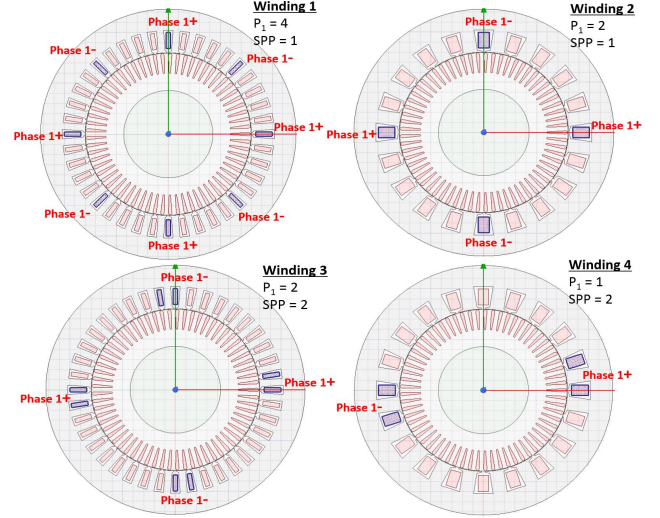 Winding 1
P₁ = 4
SPP = 1
Phase 1+
Phase 1-
Phase 1-
Phase 1+
Phase 1+
Phase 1-
Phase 1-
Phase 1+
Winding 2
P₁ = 2
SPP = 1
Phase 1-
Phase 1+
Phase 1+
Phase 1-
Winding 3
P₁ = 2
SPP = 2
Phase 1-
Phase 1+
Phase 1+
Phase 1-
Winding 4
P₁ = 1
SPP = 2
Phase 1+
Phase 1-